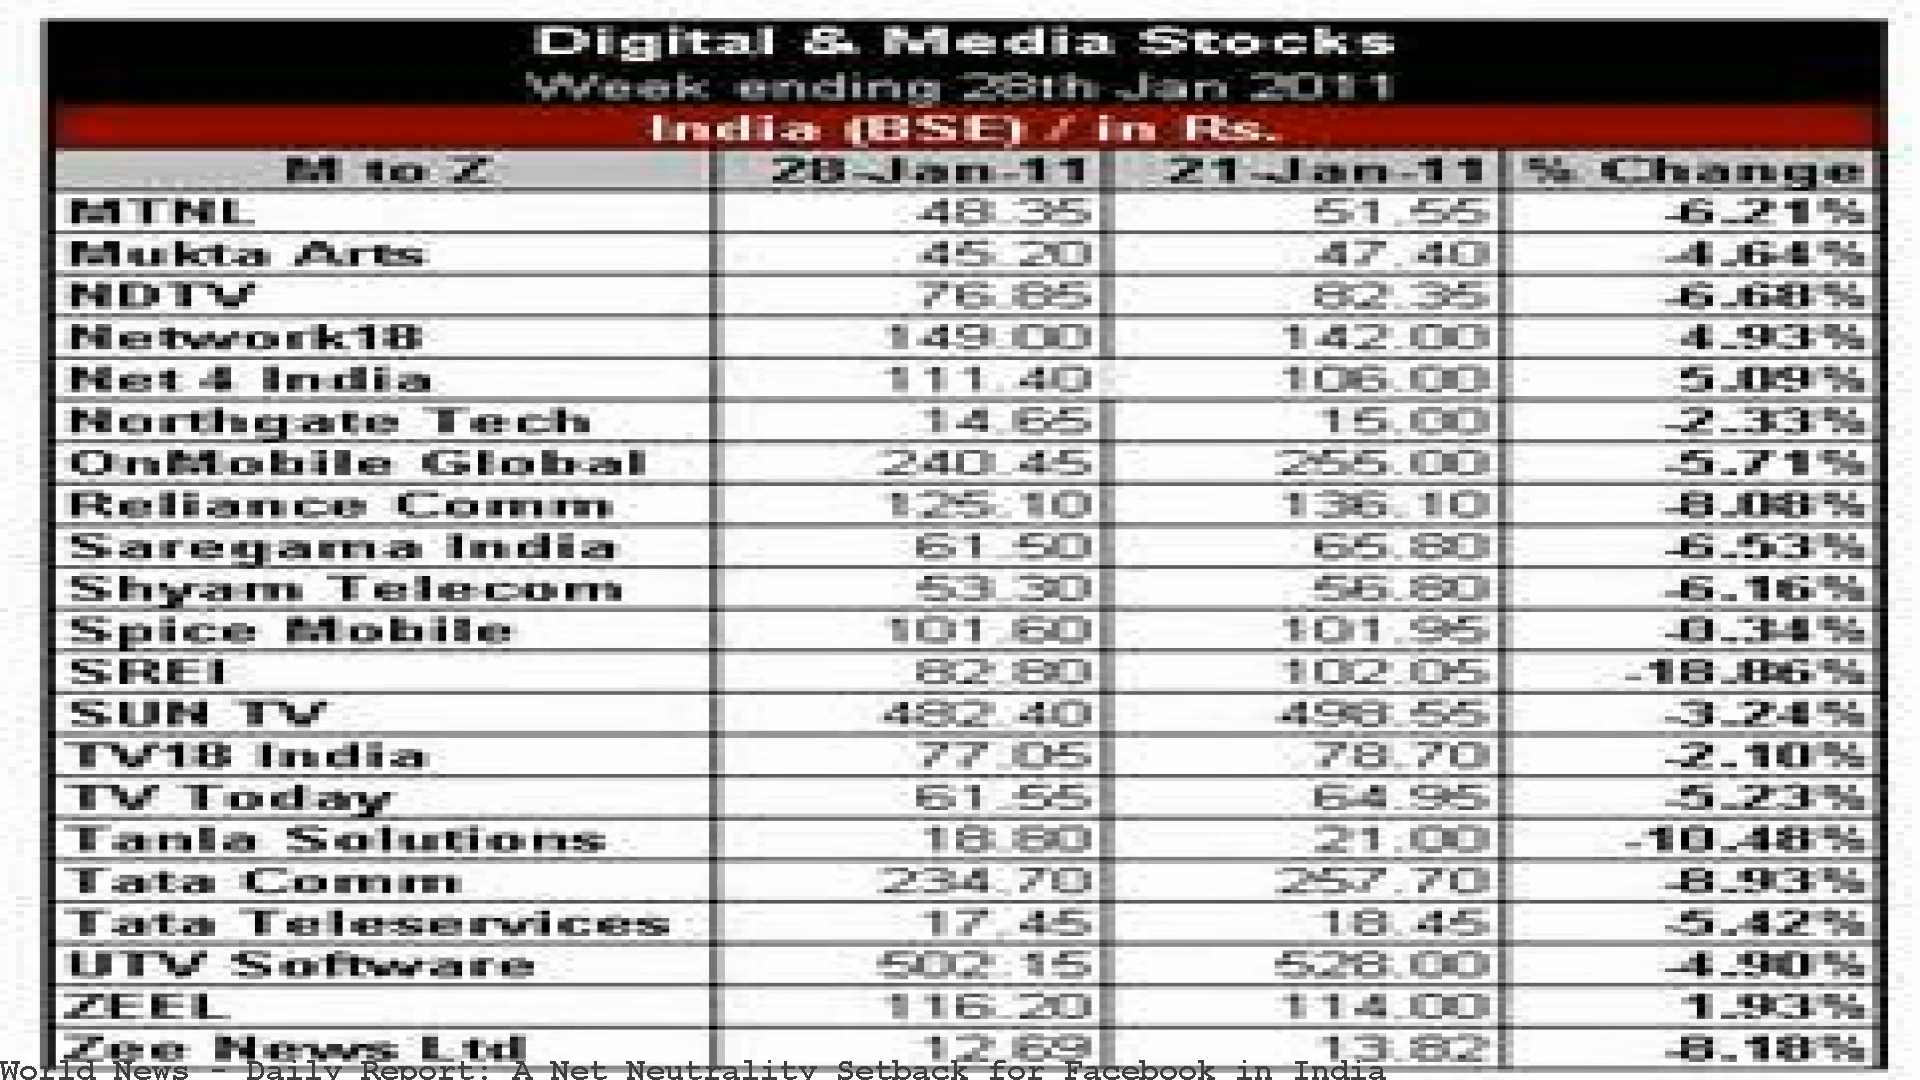 Digital & Media Stocks
Week ending 28th Jan 2011
India (BSE) / in Rs.
M to Z 28-Jan-11 21-Jan-11 % Change
MTNL 48.35 51.55 -6.21%
Mukta Arts 45.20 47.40 -4.64%
NDTV 76.85 82.35 -6.68%
Network18 149.00 142.00 4.93%
Net 4 India 111.40 106.00 5.09%
Northgate Tech 14.65 15.00 -2.33%
OnMobile Global 240.45 255.00 -5.71%
Reliance Comm 125.10 136.10 -8.08%
Saregama India 61.50 65.80 -6.53%
Shyam Telecom 53.30 56.80 -6.16%
Spice Mobile 101.60 101.95 -0.34%
SREI 82.80 102.05 -18.86%
SUN TV 482.40 498.55 -3.24%
TV18 India 77.05 78.70 -2.10%
TV Today 61.55 64.95 -5.23%
Tanla Solutions 18.80 21.00 -10.48%
Tata Comm 234.70 257.70 -8.93%
Tata Teleservices 17.45 18.45 -5.42%
UTV Software 502.15 528.00 -4.90%
ZEEL 116.20 114.00 1.93%
Zee News Ltd 12.69 13.82 -8.18%
World News - Daily Report: A Net Neutrality Setback for Facebook in India